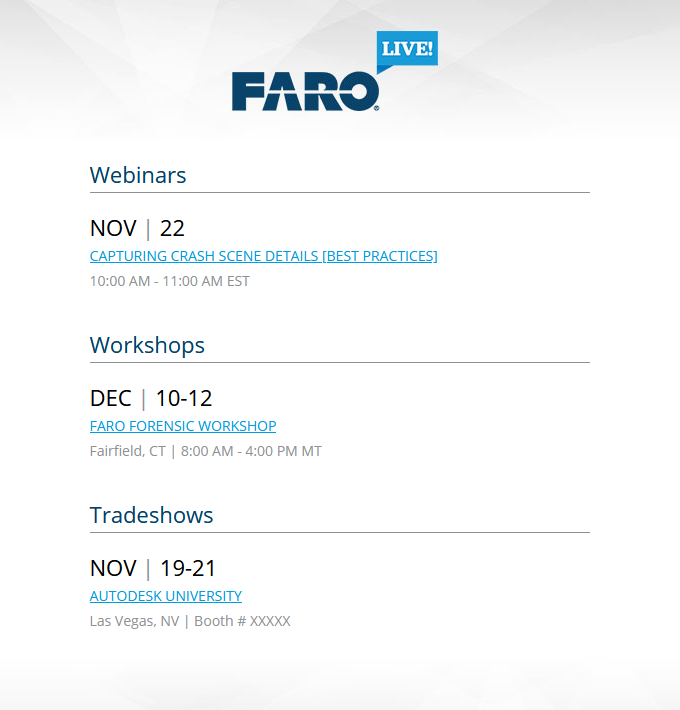 LIVE!
FARO®
Webinars
NOV | 22
CAPTURING CRASH SCENE DETAILS [BEST PRACTICES]
10:00 AM - 11:00 AM EST
Workshops
DEC | 10-12
FARO FORENSIC WORKSHOP
Fairfield, CT | 8:00 AM - 4:00 PM MT
Tradeshows
NOV | 19-21
AUTODESK UNIVERSITY
Las Vegas, NV | Booth # XXXXX